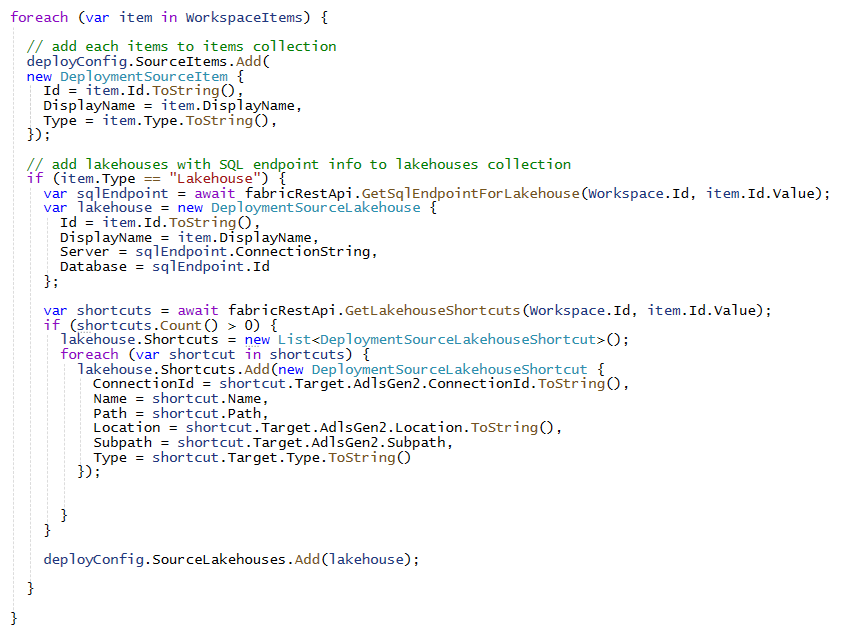 foreach (var item in WorkspaceItems) {
// add each items to items collection
deployConfig.SourceItems.Add(
new DeploymentSourceItem {
Id = item.Id.ToString(),
DisplayName = item.DisplayName,
Type = item.Type.ToString(),
});
// add lakehouses with SQL endpoint info to lakehouses collection
if (item.Type == "Lakehouse") {
var sqlEndpoint = await fabricRestApi.GetSqlEndpointForLakehouse(Workspace.Id, item.Id.Value);
var lakehouse = new DeploymentSourceLakehouse {
Id = item.Id.ToString(),
DisplayName = item.DisplayName,
Server = sqlEndpoint.ConnectionString,
Database = sqlEndpoint.Id
};
var shortcuts = await fabricRestApi.GetLakehouseShortcuts(Workspace.Id, item.Id.Value);
if (shortcuts.Count() > 0) {
lakehouse.Shortcuts = new List<DeploymentSourceLakehouseShortcut>();
foreach (var shortcut in shortcuts) {
lakehouse.Shortcuts.Add(new DeploymentSourceLakehouseShortcut {
ConnectionId = shortcut.Target.AdlsGen2.ConnectionId.ToString(),
Name = shortcut.Name,
Path = shortcut.Path,
Location = shortcut.Target.AdlsGen2.Location.ToString(),
Subpath = shortcut.Target.AdlsGen2.Subpath,
Type = shortcut.Target.Type.ToString()
});
}
}
deployConfig.SourceLakehouses.Add(lakehouse);
}
}